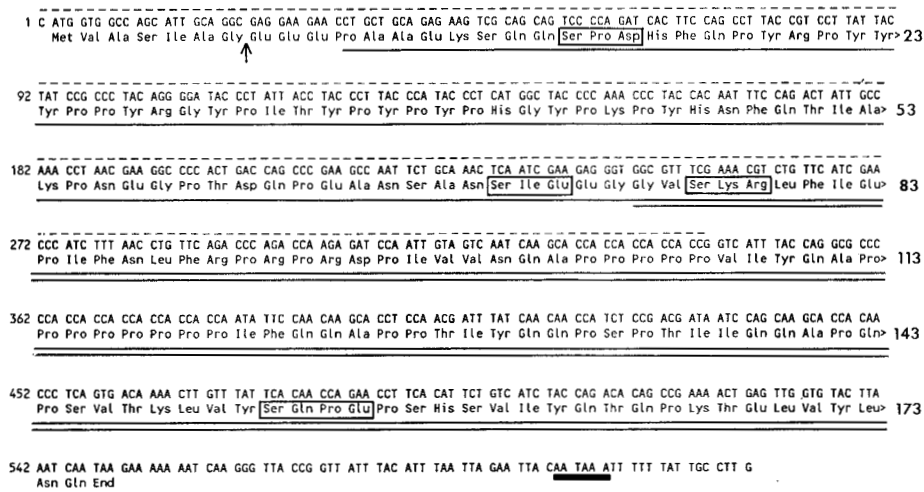 1 C ATG GTG GCC AGC ATT GCA GGC GAG GAA GAA CCT GCT GCA GAG AAG TCG CAG CAG TCC CCA GAT CAC TTC CAG CCT TAC CGT CCT TAT TAC
Met Val Ala Ser Ile Ala Gly Glu Glu Glu Pro Ala Ala Glu Lys Ser Gln Gln Ser Pro Asp His Phe Gln Pro Tyr Arg Pro Tyr Tyr> 23
92 TAT CCG CCC TAC AGG GGA TAC CCT ATT ACC TAC CCT TAC CCA TAC CCT CAT GGC TAC CCC AAA CCC TAC CAC AAT TTC CAG ACT ATT GCC
Tyr Pro Pro Tyr Arg Gly Tyr Pro Ile Thr Tyr Pro Tyr Pro Tyr Pro His Gly Tyr Pro Lys Pro Tyr His Asn Phe Gln Thr Ile Ala> 53
182 AAA CCT AAC GAA GGC CCC ACT GAC CAG CCC GAA GCC AAT TCT GCA AAC TCA ATC GAA GAG GGT GGC GTT TCG AAA CGT CTG TTC ATC GAA
Lys Pro Asn Glu Gly Pro Thr Asp Gln Pro Glu Ala Asn Ser Ala Asn Ser Ile Glu Glu Gly Gly Val Ser Lys Arg Leu Phe Ile Glu> 83
272 CCC ATC TTT AAC CTG TTC AGA CCC AGA CCA AGA GAT CCA ATT GTA GTC AAT CAA GCA CCA CCA CCA CCA CCG GTC ATT TAC CAG GCG CCC
Pro Ile Phe Asn Leu Phe Arg Pro Arg Pro Arg Asp Pro Ile Val Val Asn Gln Ala Pro Pro Pro Pro Pro Val Ile Tyr Gln Ala Pro> 113
362 CCA CCA CCA CCA CCA CCA CCA ATA TTC CAA CAA GCA CCT CCA ACG ATT TAT CAA CAA CCA TCT CCG ACG ATA ATC CAG CAA GCA CCA CAA
Pro Pro Pro Pro Pro Pro Pro Ile Phe Gln Gln Ala Pro Pro Thr Ile Tyr Gln Gln Pro Ser Pro Thr Ile Ile Gln Gln Ala Pro Gln> 143
452 CCC TCA GTG ACA AAA CTT GTT TAT TCA CAA CCA GAA CCT TCA CAT TCT GTC ATC TAC CAG ACA CAG CCG AAA ACT GAG TTG GTG TAC TTA
Pro Ser Val Thr Lys Leu Val Tyr Ser Gln Pro Glu Pro Ser His Ser Val Ile Tyr Gln Thr Gln Pro Lys Thr Glu Leu Val Tyr Leu> 173
542 AAT CAA TAA GAA AAA AAT CAA GGG TTA CCG GTT ATT TAC ATT TAA TTA GAA TTA CAA TAA ATT TTT TAT TGC CTT G
Asn Gln End